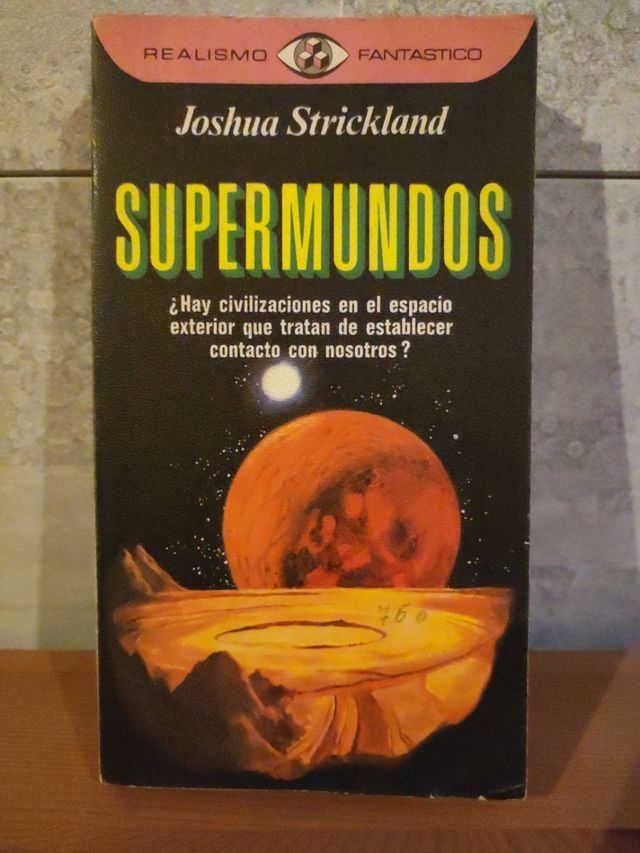 REALISMO FANTASTICO
Joshua Strickland
SUPERMUNDOS
¿Hay civilizaciones en el espacio
exterior que tratan de establecer
contacto con nosotros?
760